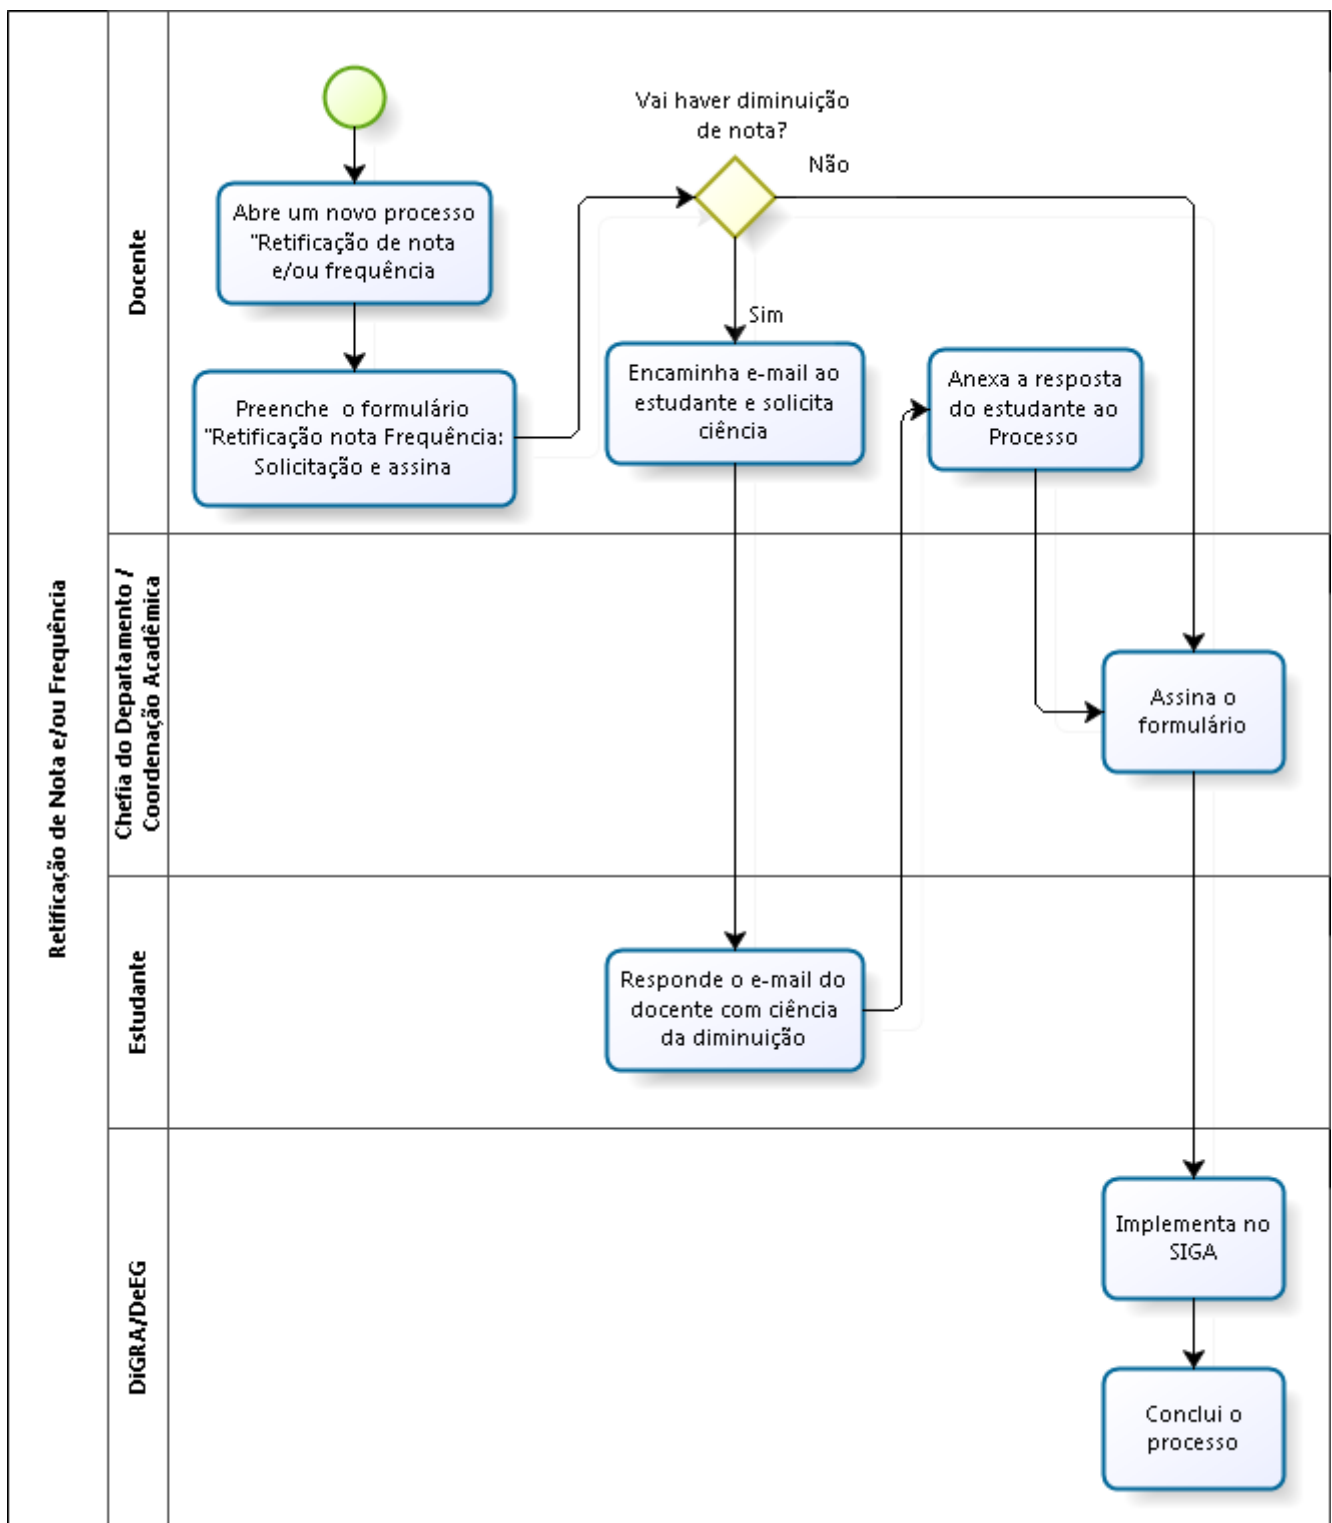 Retificação de Nota e/ou Frequência
Docente
Abre um novo processo
"Retificação de nota
e/ou frequência
Preenche  o formulário
"Retificação nota Frequência:
Solicitação e assina
Vai haver diminuição
de nota?
Não
Sim
Encaminha e-mail ao
estudante e solicita
ciência
Anexa a resposta
do estudante ao
Processo
Chefia do Departamento /
Coordenação Acadêmica
Assina o
formulário
Estudante
Responde o e-mail do
docente com ciência
da diminuição
DiGRA/DeEG
Implementa no
SIGA
Conclui o
processo